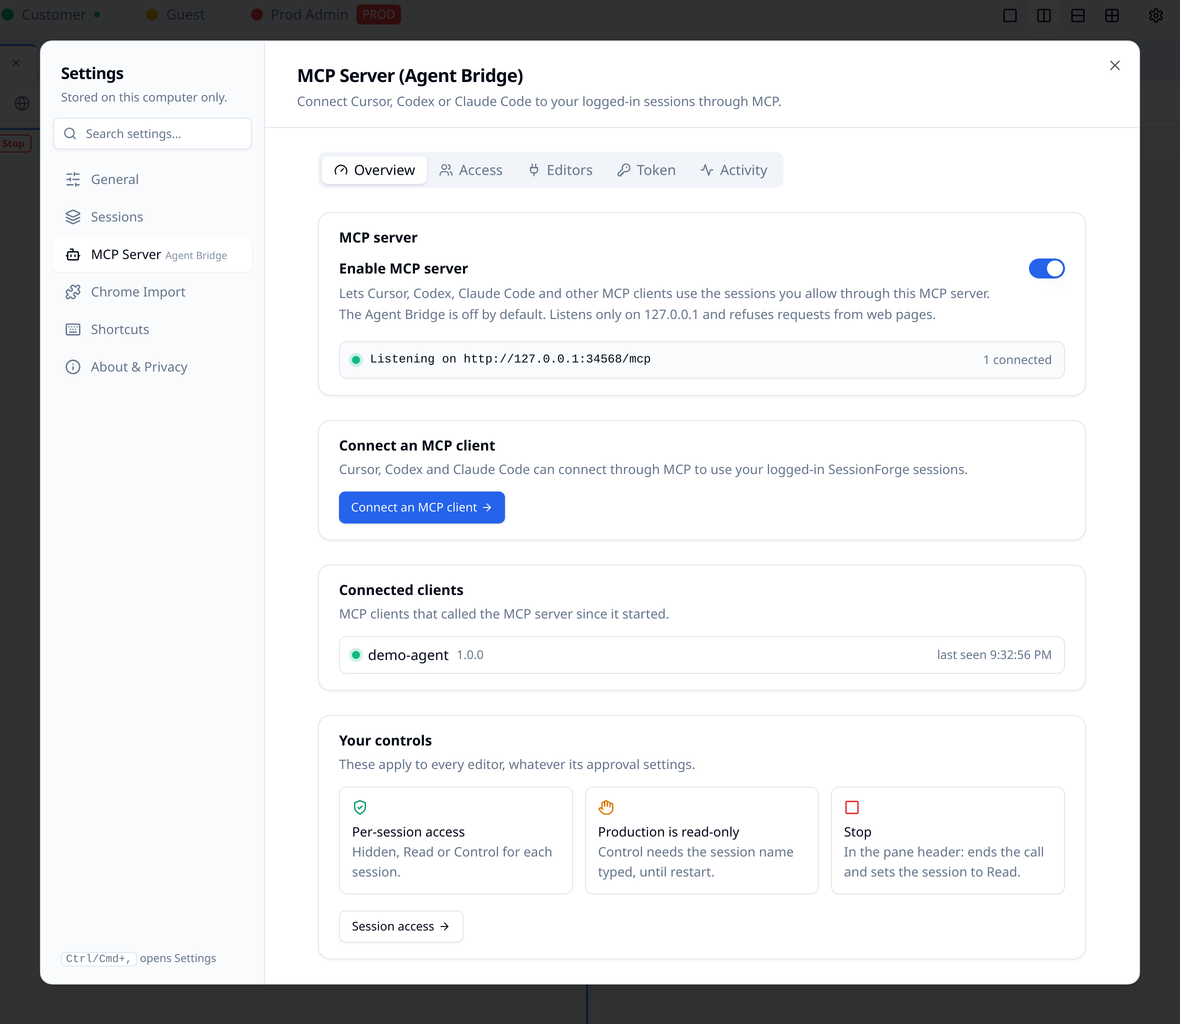 Customer
Guest
Prod Admin PROD
Stop
Settings
Stored on this computer only.
Search settings...
General
Sessions
MCP Server Agent Bridge
Chrome Import
Shortcuts
About & Privacy
Ctrl/Cmd+, opens Settings
MCP Server (Agent Bridge)
Connect Cursor, Codex or Claude Code to your logged-in sessions through MCP.
Overview Access Editors Token Activity
MCP server
Enable MCP server
Lets Cursor, Codex, Claude Code and other MCP clients use the sessions you allow through this MCP server.
The Agent Bridge is off by default. Listens only on 127.0.0.1 and refuses requests from web pages.
Listening on http://127.0.0.1:34568/mcp 1 connected
Connect an MCP client
Cursor, Codex and Claude Code can connect through MCP to use your logged-in SessionForge sessions.
Connect an MCP client →
Connected clients
MCP clients that called the MCP server since it started.
demo-agent 1.0.0 last seen 9:32:56 PM
Your controls
These apply to every editor, whatever its approval settings.
Per-session access
Hidden, Read or Control for each
session.
Production is read-only
Control needs the session name
typed, until restart.
Stop
In the pane header: ends the call
and sets the session to Read.
Session access →